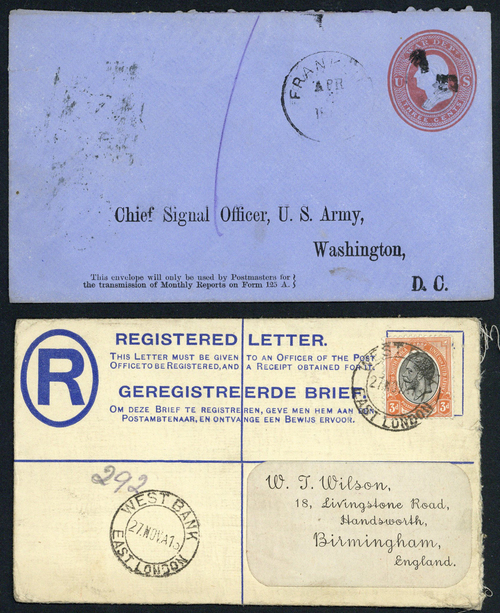 U S
THREE CENTS
APR
Chief Signal Officer, U. S. Army,
Washington,
D. C.
This envelope will only be used by Postmasters for
the transmission of Monthly Reports on Form 125 A.
R
REGISTERED LETTER.
THIS LETTER MUST BE GIVEN TO AN OFFICER OF THE POST
OFFICE TO BE REGISTERED, AND A RECEIPT OBTAINED FOR
GEREGISTREERDE BRIEF
OM DEZE BRIEF TE REGISTREREN, GEVE MEN HEM AAN
POSTAMBTENAAR, EN ONTVANGE EEN BEWIJS ERVOOR.
WEST
EAST LONDON
3d 3d
292
WEST BANK
27 NOV
EAST LONDON
W. T. Wilson,
18, Livingstone Road,
Handsworth,
Birmingham,
England.